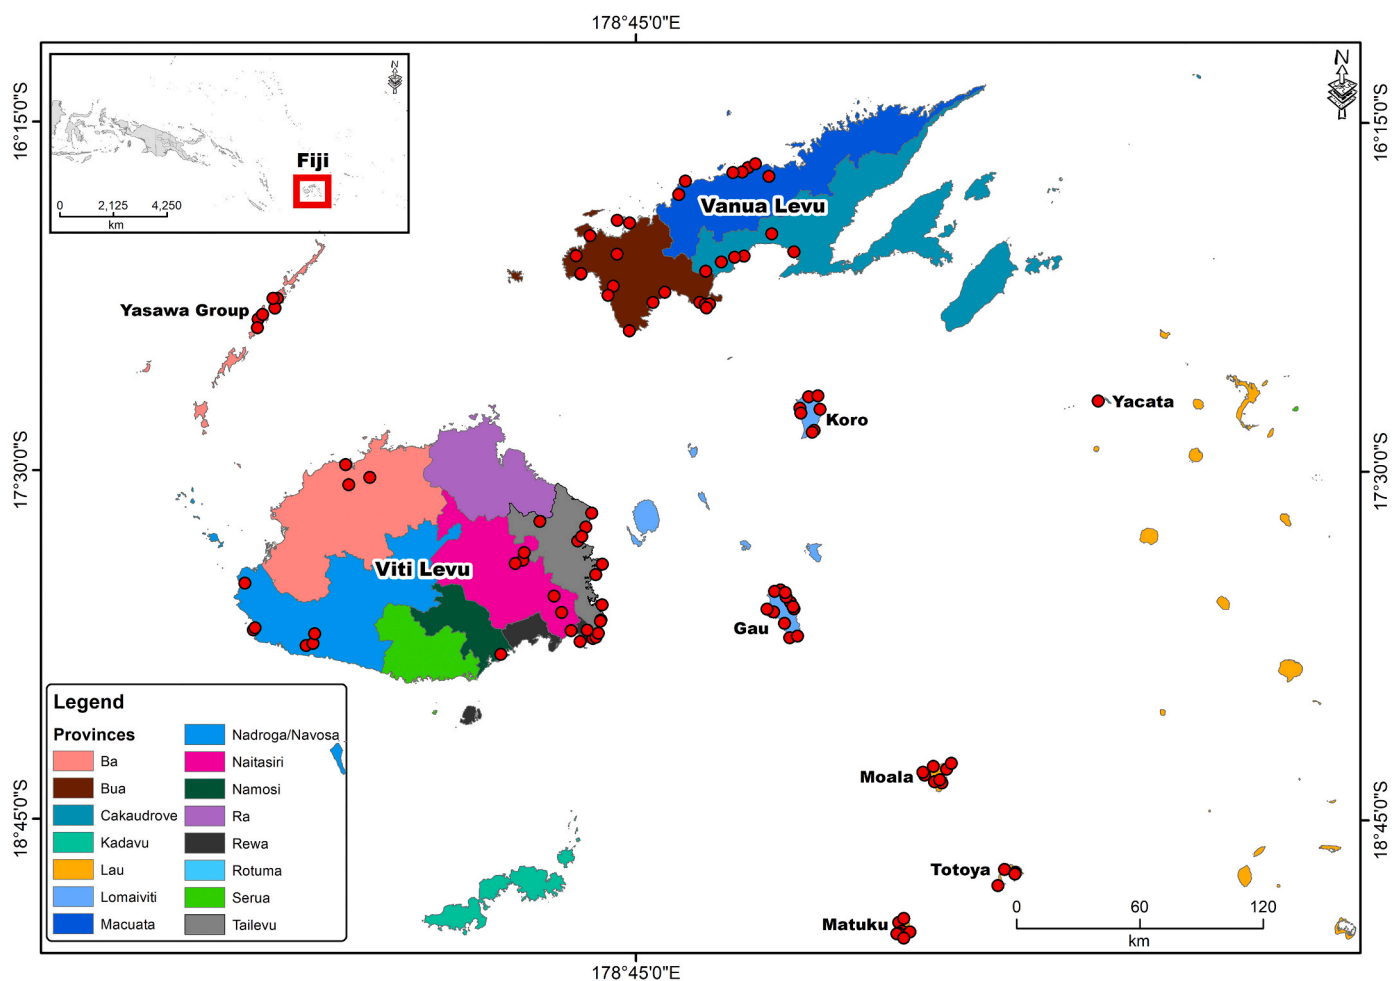 178°45'0"E
N
Fiji
0 2,125 4,250
km
16°15'0"S
16°15'0"S
Vanua Levu
Yasawa Group
Koro
Yacata
17°30'0"S
17°30'0"S
Viti Levu
Gau
Moala
Totoya
Matuku
18°45'0"S
18°45'0"S
0 60 120
km
Legend
Provinces
Ba
Bua
Cakaudrove
Kadavu
Lau
Lomaiviti
Macuata
Nadroga/Navosa
Naitasiri
Namosi
Ra
Rewa
Rotuma
Serua
Tailevu
178°45'0"E